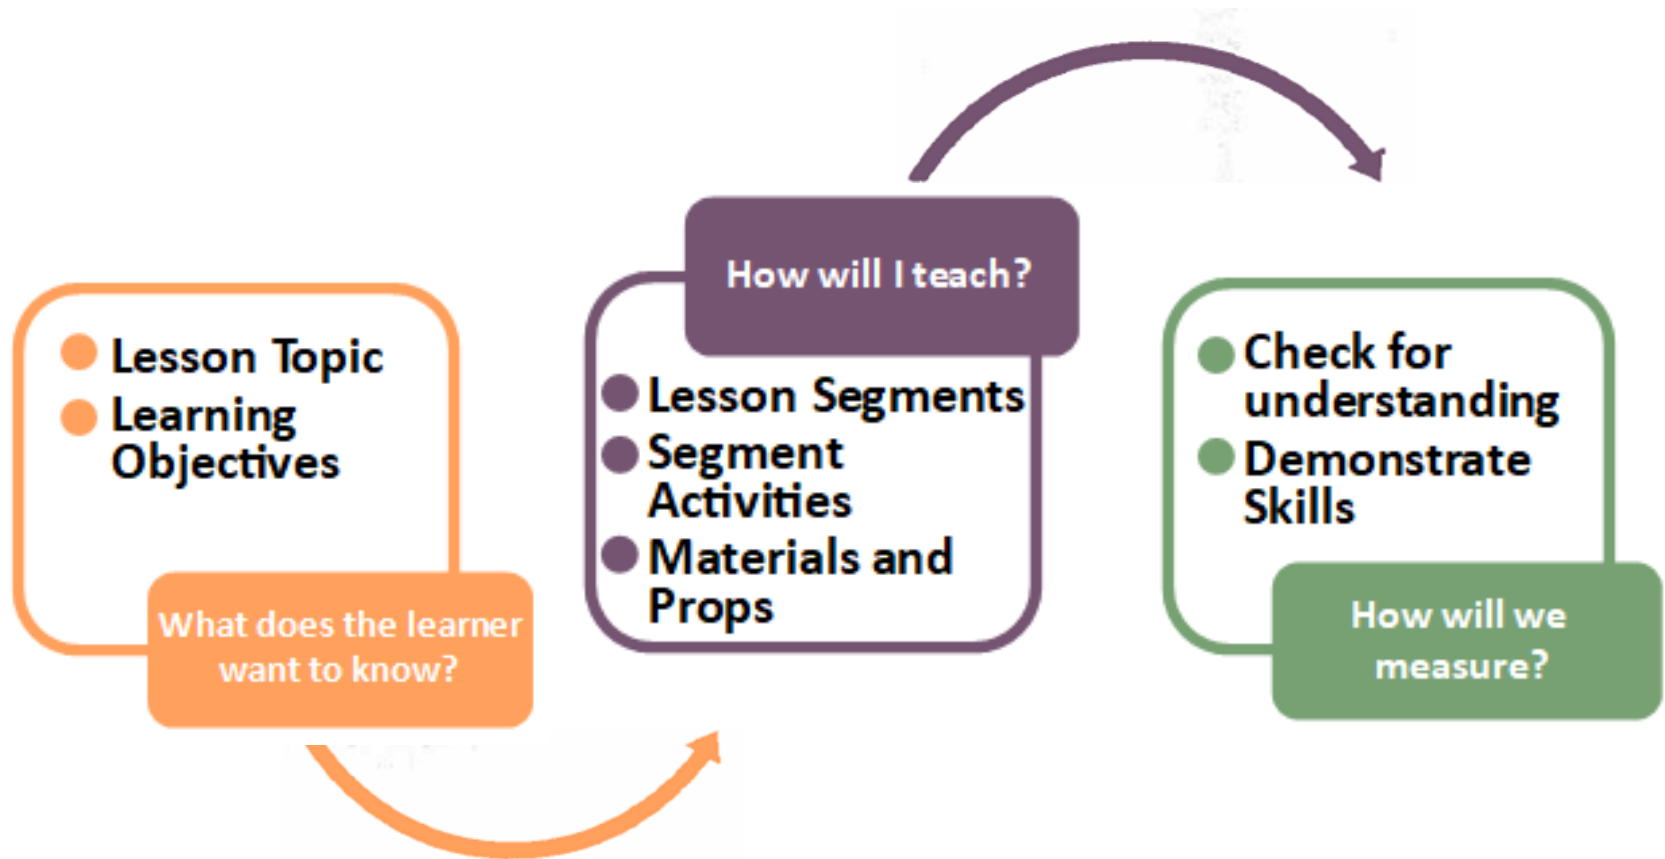 Lesson Topic
Learning
Objectives
What does the learner
want to know?
How will I teach?
Lesson Segments
Segment
Activities
Materials and
Props
Check for
understanding
Demonstrate
Skills
How will we
measure?